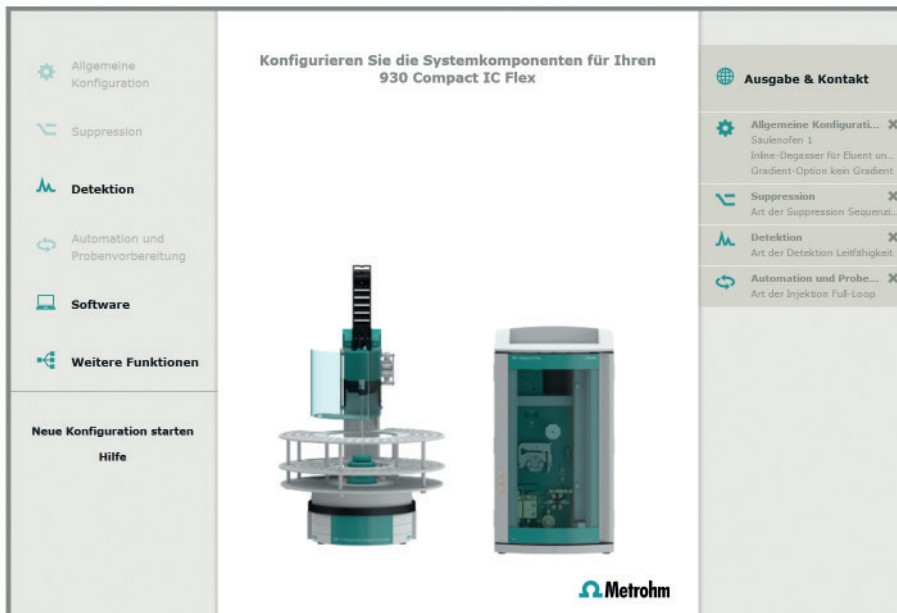 Allgemeine
Konfiguration
Suppression
Detektion
Automation und
Probenvorbereitung
Software
Weitere Funktionen
Neue Konfiguration starten
Hilfe
Konfigurieren Sie die Systemkomponenten für Ihren
930 Compact IC Flex
Metrohm
Ausgabe & Kontakt
Allgemeine Konfigurati...
Säulenofen 1
Inline-Degasser für Eluent un...
Gradient-Option kein Gradient
Suppression
Art der Suppression Sequenzi...
Detektion
Art der Detektion Leitfähigkeit
Automation und Probe...
Art der Injektion Full-Loop